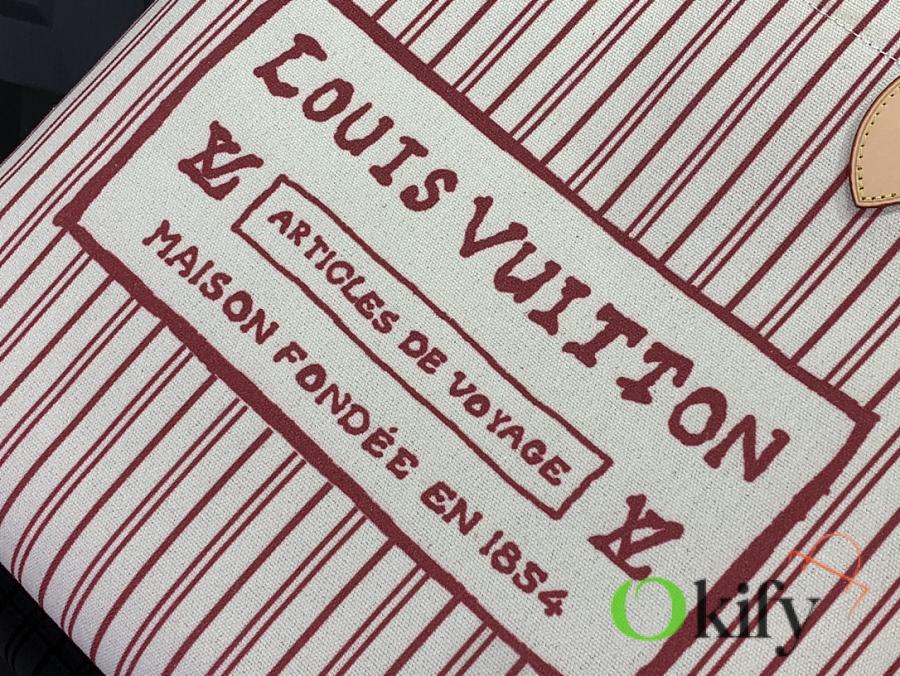 LOUIS VUITTON
LV
ARTICLES DE VOYAGE
LV
MAISON FONDÉE EN 1854
Okify